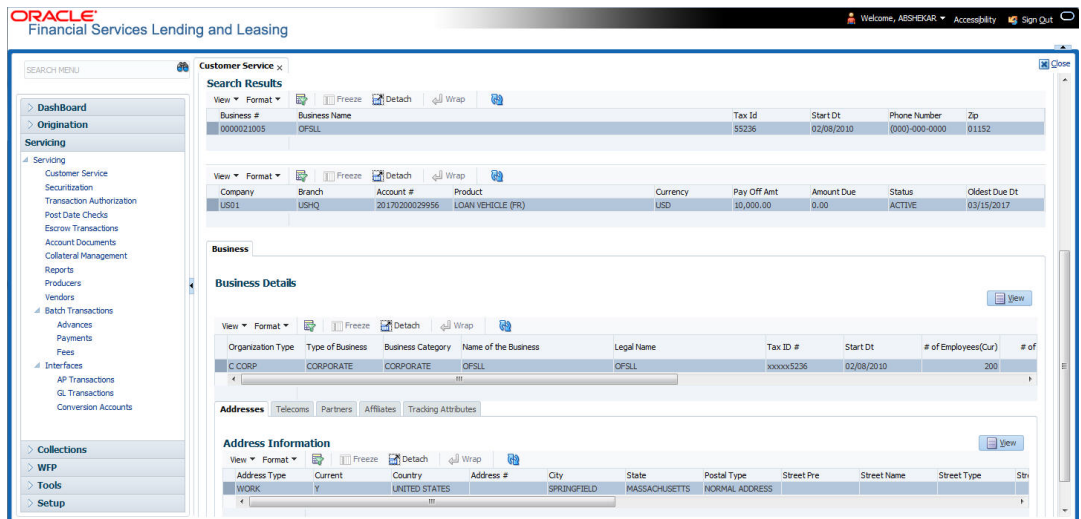 ORACLE
Financial Services Lending and Leasing
Welcome, ABSHEKAR Accessibility Sign Out
SEARCH MENU
DashBoard
Origination
Servicing
Servicing
Customer Service
Securitization
Transaction Authorization
Post Date Checks
Escrow Transactions
Account Documents
Collateral Management
Reports
Producers
Vendors
Batch Transactions
Advances
Payments
Fees
Interfaces
AP Transactions
GL Transactions
Conversion Accounts
Collections
WFP
Tools
Setup
Customer Service x
Close
Search Results
View Format Freeze Detach Wrap
Business # Business Name Tax Id Start Dt Phone Number Zip
0000021005 OFSLL 55236 02/08/2010 (000)-000-0000 01152
View Format Freeze Detach Wrap
Company Branch Account # Product Currency Pay Off Amt Amount Due Status Oldest Due Dt
US01 USHQ 20170200029956 LOAN VEHICLE (FR) USD 10,000.00 0.00 ACTIVE 03/15/2017
Business
Business Details
View
View Format Freeze Detach Wrap
Organization Type Type of Business Business Category Name of the Business Legal Name Tax ID # Start Dt # of Employees(Cur) # of
C CORP CORPORATE CORPORATE OFSLL OFSLL xxxxx5236 02/08/2010 200
Addresses Telecoms Partners Affiliates Tracking Attributes
Address Information
View
View Format Freeze Detach Wrap
Address Type Current Country Address # City State Postal Type Street Pre Street Name Street Type Stre
WORK Y UNITED STATES SPRINGFIELD MASSACHUSETTS NORMAL ADDRESS